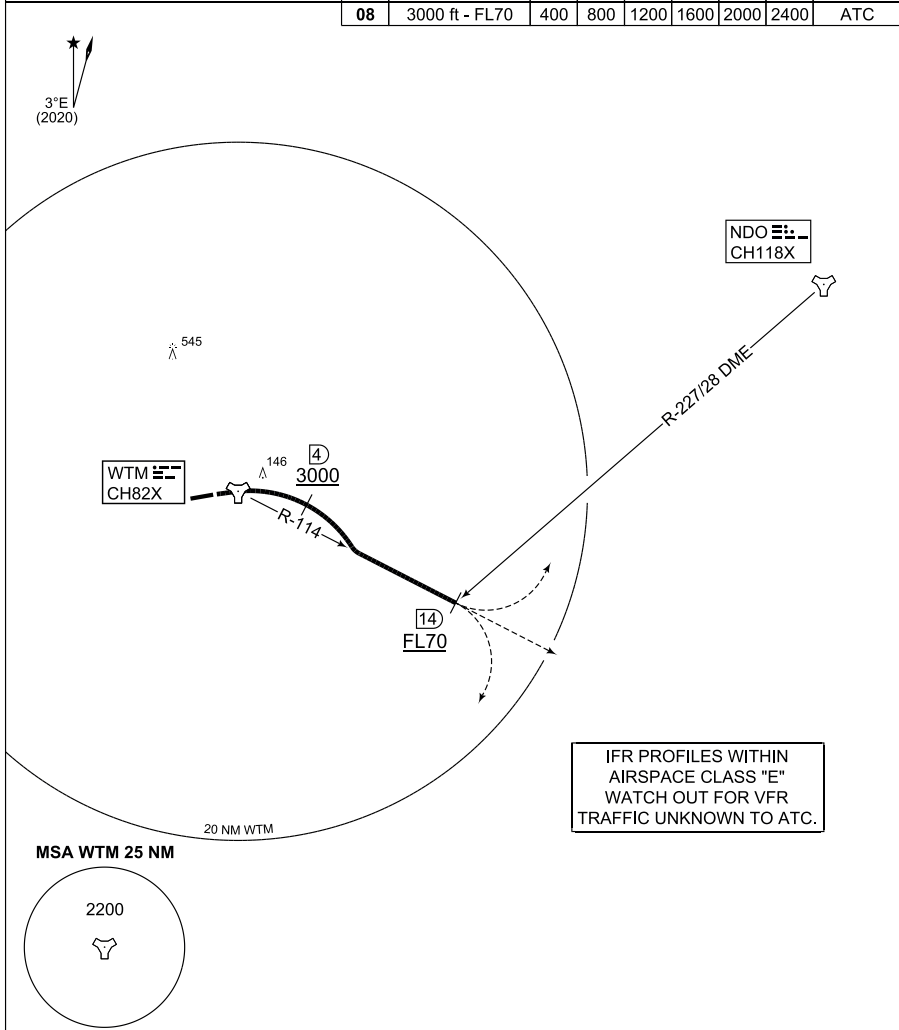 08 3000 ft - FL70 400 800 1200 1600 2000 2400 ATC
3°E
(2020)
NDO
CH118X
545
R-227/28 DME
146
4
3000
WTM
CH82X
R-114
14
FL70
IFR PROFILES WITHIN
AIRSPACE CLASS "E"
WATCH OUT FOR VFR
TRAFFIC UNKNOWN TO ATC.
20 NM WTM
MSA WTM 25 NM
2200